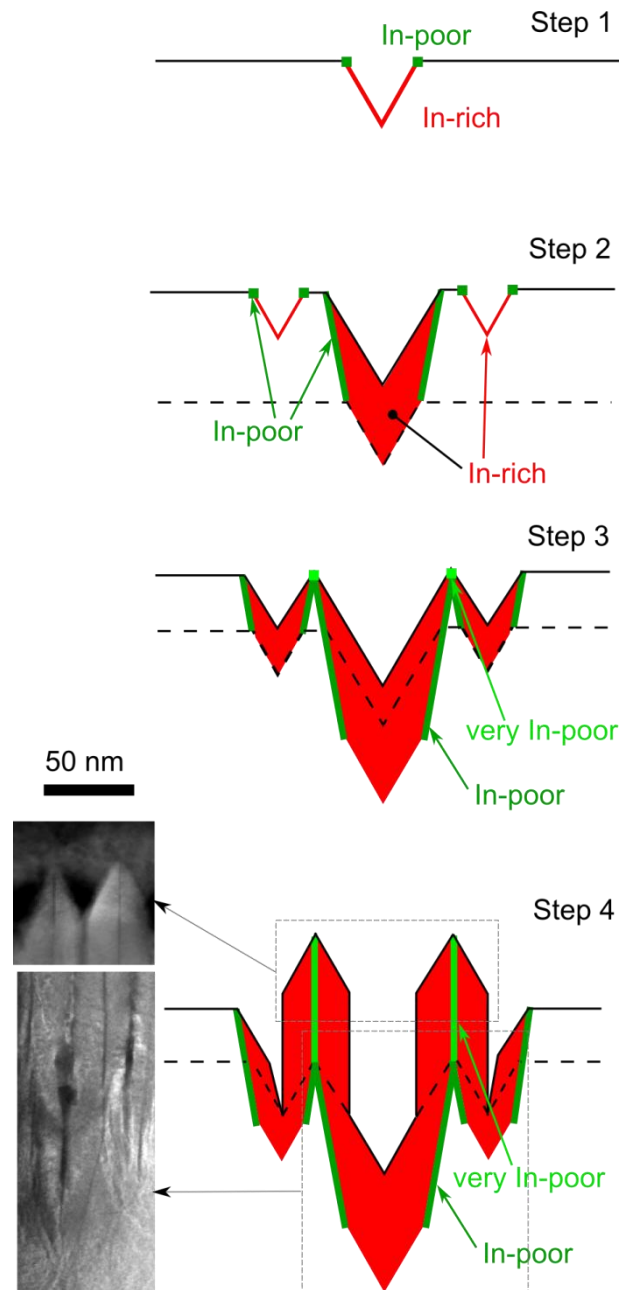 Step 1
In-poor
In-rich
Step 2
In-poor
In-rich
Step 3
very In-poor
In-poor
50 nm
Step 4
very In-poor
In-poor